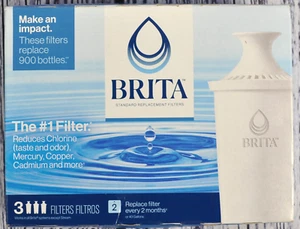 Make an
impact.
These filters
replace
900 bottles.*
BRITA
STANDARD REPLACEMENT FILTERS
The #1 Filter.
Reduces Chlorine
(taste and odor),
Mercury, Copper,
Cadmium and more.
BRITA
3 FILTERS FILTROS
2
Replace filter
every 2 months